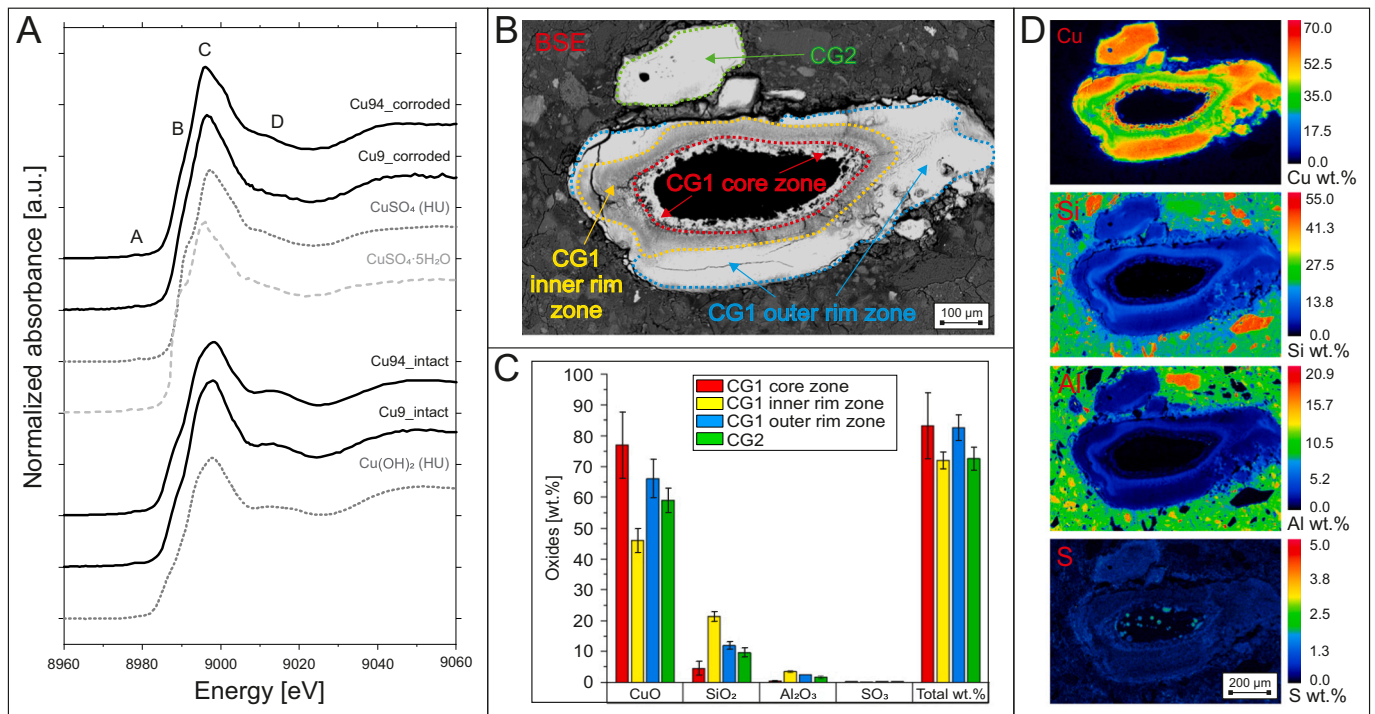 A
Normalized absorbance [a.u.]
C
B
D
A
Cu94_corroded
Cu9_corroded
CuSO₄ (HU)
CuSO₄·5H₂O
Cu94_intact
Cu9_intact
Cu(OH)₂ (HU)
8960
8980
9000
9020
9040
9060
Energy [eV]
B
BSE
CG2
CG1 core zone
CG1
inner rim
zone
CG1 outer rim zone
100 µm
C
Oxides [wt.%]
100
90
80
70
60
50
40
30
20
10
0
CG1 core zone
CG1 inner rim zone
CG1 outer rim zone
CG2
CuO
SiO₂
Al₂O₃
SO₃
Total wt.%
D
Cu
70.0
52.5
35.0
17.5
0.0
Cu wt.%
Si
55.0
41.3
27.5
13.8
0.0
Si wt.%
Al
20.9
15.7
10.5
5.2
0.0
Al wt.%
S
5.0
3.8
2.5
1.3
0.0
200 µm
S wt.%